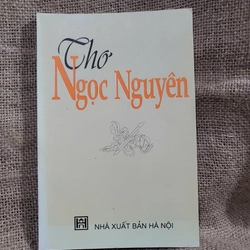 Thơ
Ngọc Nguyên
NHÀ XUẤT BẢN HÀ NỘI